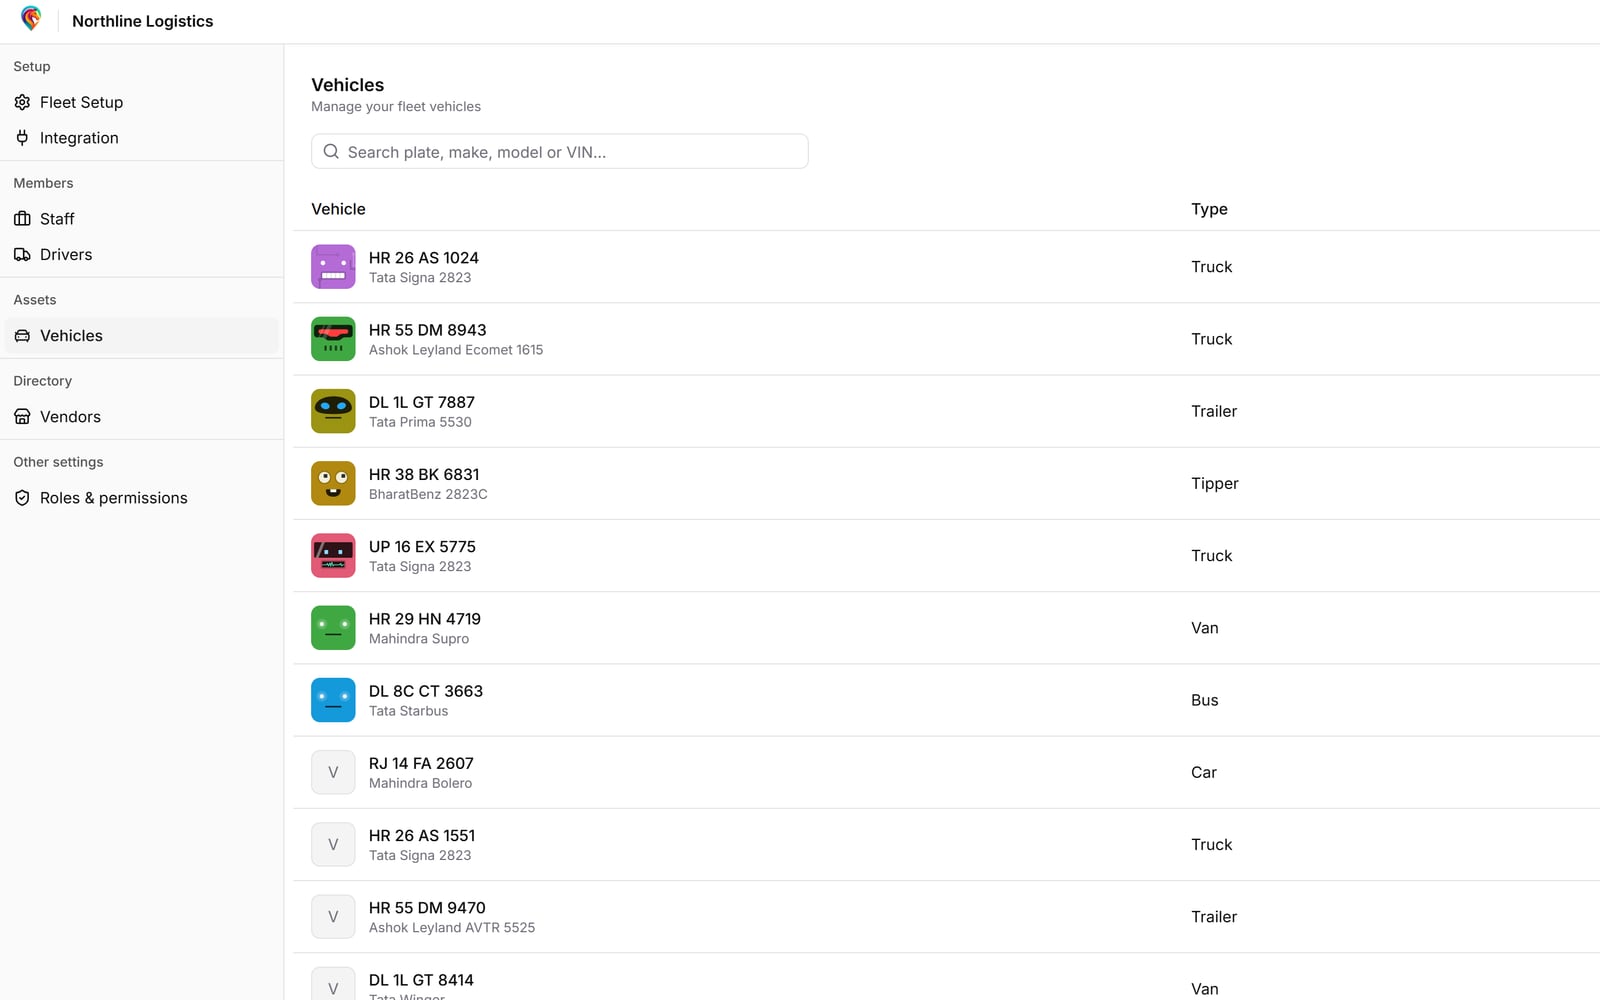 Northline Logistics
Setup
Fleet Setup
Integration
Members
Staff
Drivers
Assets
Vehicles
Directory
Vendors
Other settings
Roles & permissions
Vehicles
Manage your fleet vehicles
Search plate, make, model or VIN...
Vehicle Type
HR 26 AS 1024
Tata Signa 2823
Truck
HR 55 DM 8943
Ashok Leyland Ecomet 1615
Truck
DL 1L GT 7887
Tata Prima 5530
Trailer
HR 38 BK 6831
BharatBenz 2823C
Tipper
UP 16 EX 5775
Tata Signa 2823
Truck
HR 29 HN 4719
Mahindra Supro
Van
DL 8C CT 3663
Tata Starbus
Bus
V
RJ 14 FA 2607
Mahindra Bolero
Car
V
HR 26 AS 1551
Tata Signa 2823
Truck
V
HR 55 DM 9470
Ashok Leyland AVTR 5525
Trailer
V
DL 1L GT 8414
Tata Winger
Van